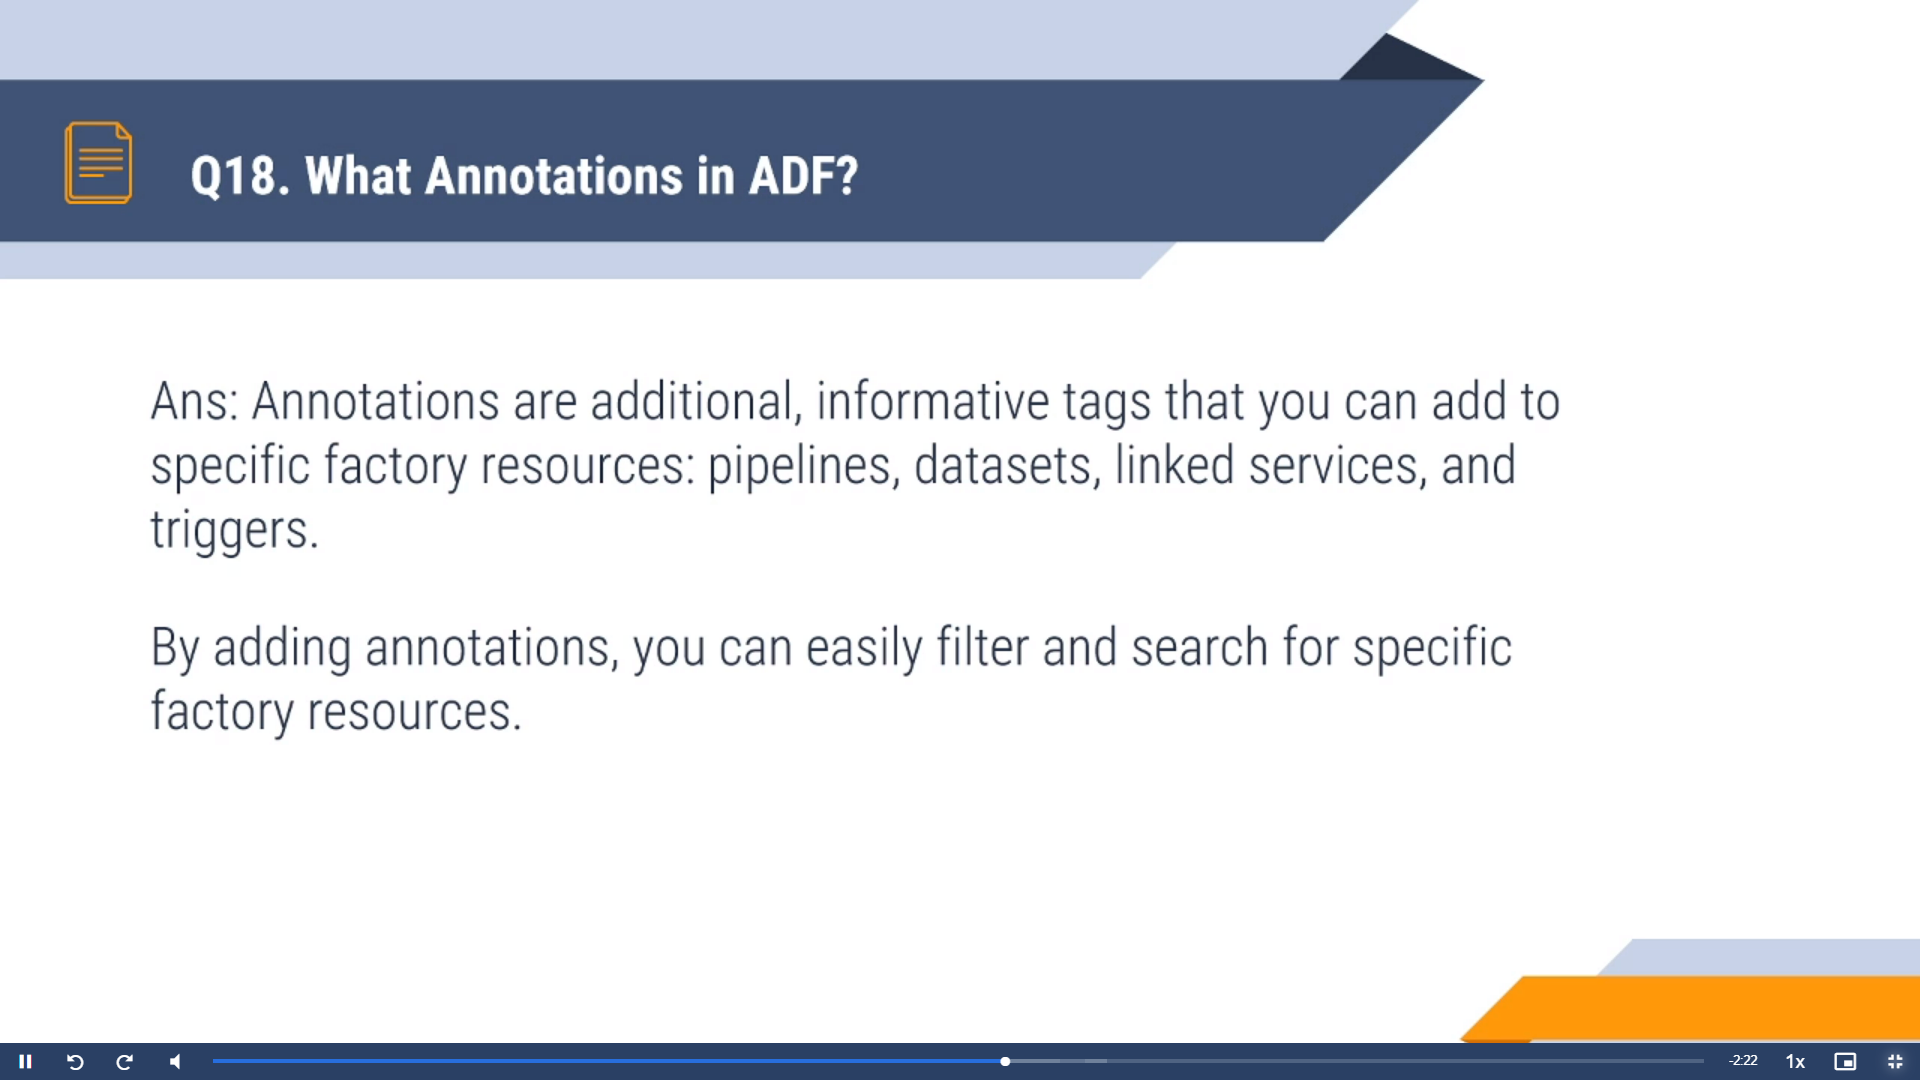 Q18. What Annotations in ADF?
Ans: Annotations are additional, informative tags that you can add to
specific factory resources: pipelines, datasets, linked services, and
triggers.
By adding annotations, you can easily filter and search for specific
factory resources.
-2:22 1x